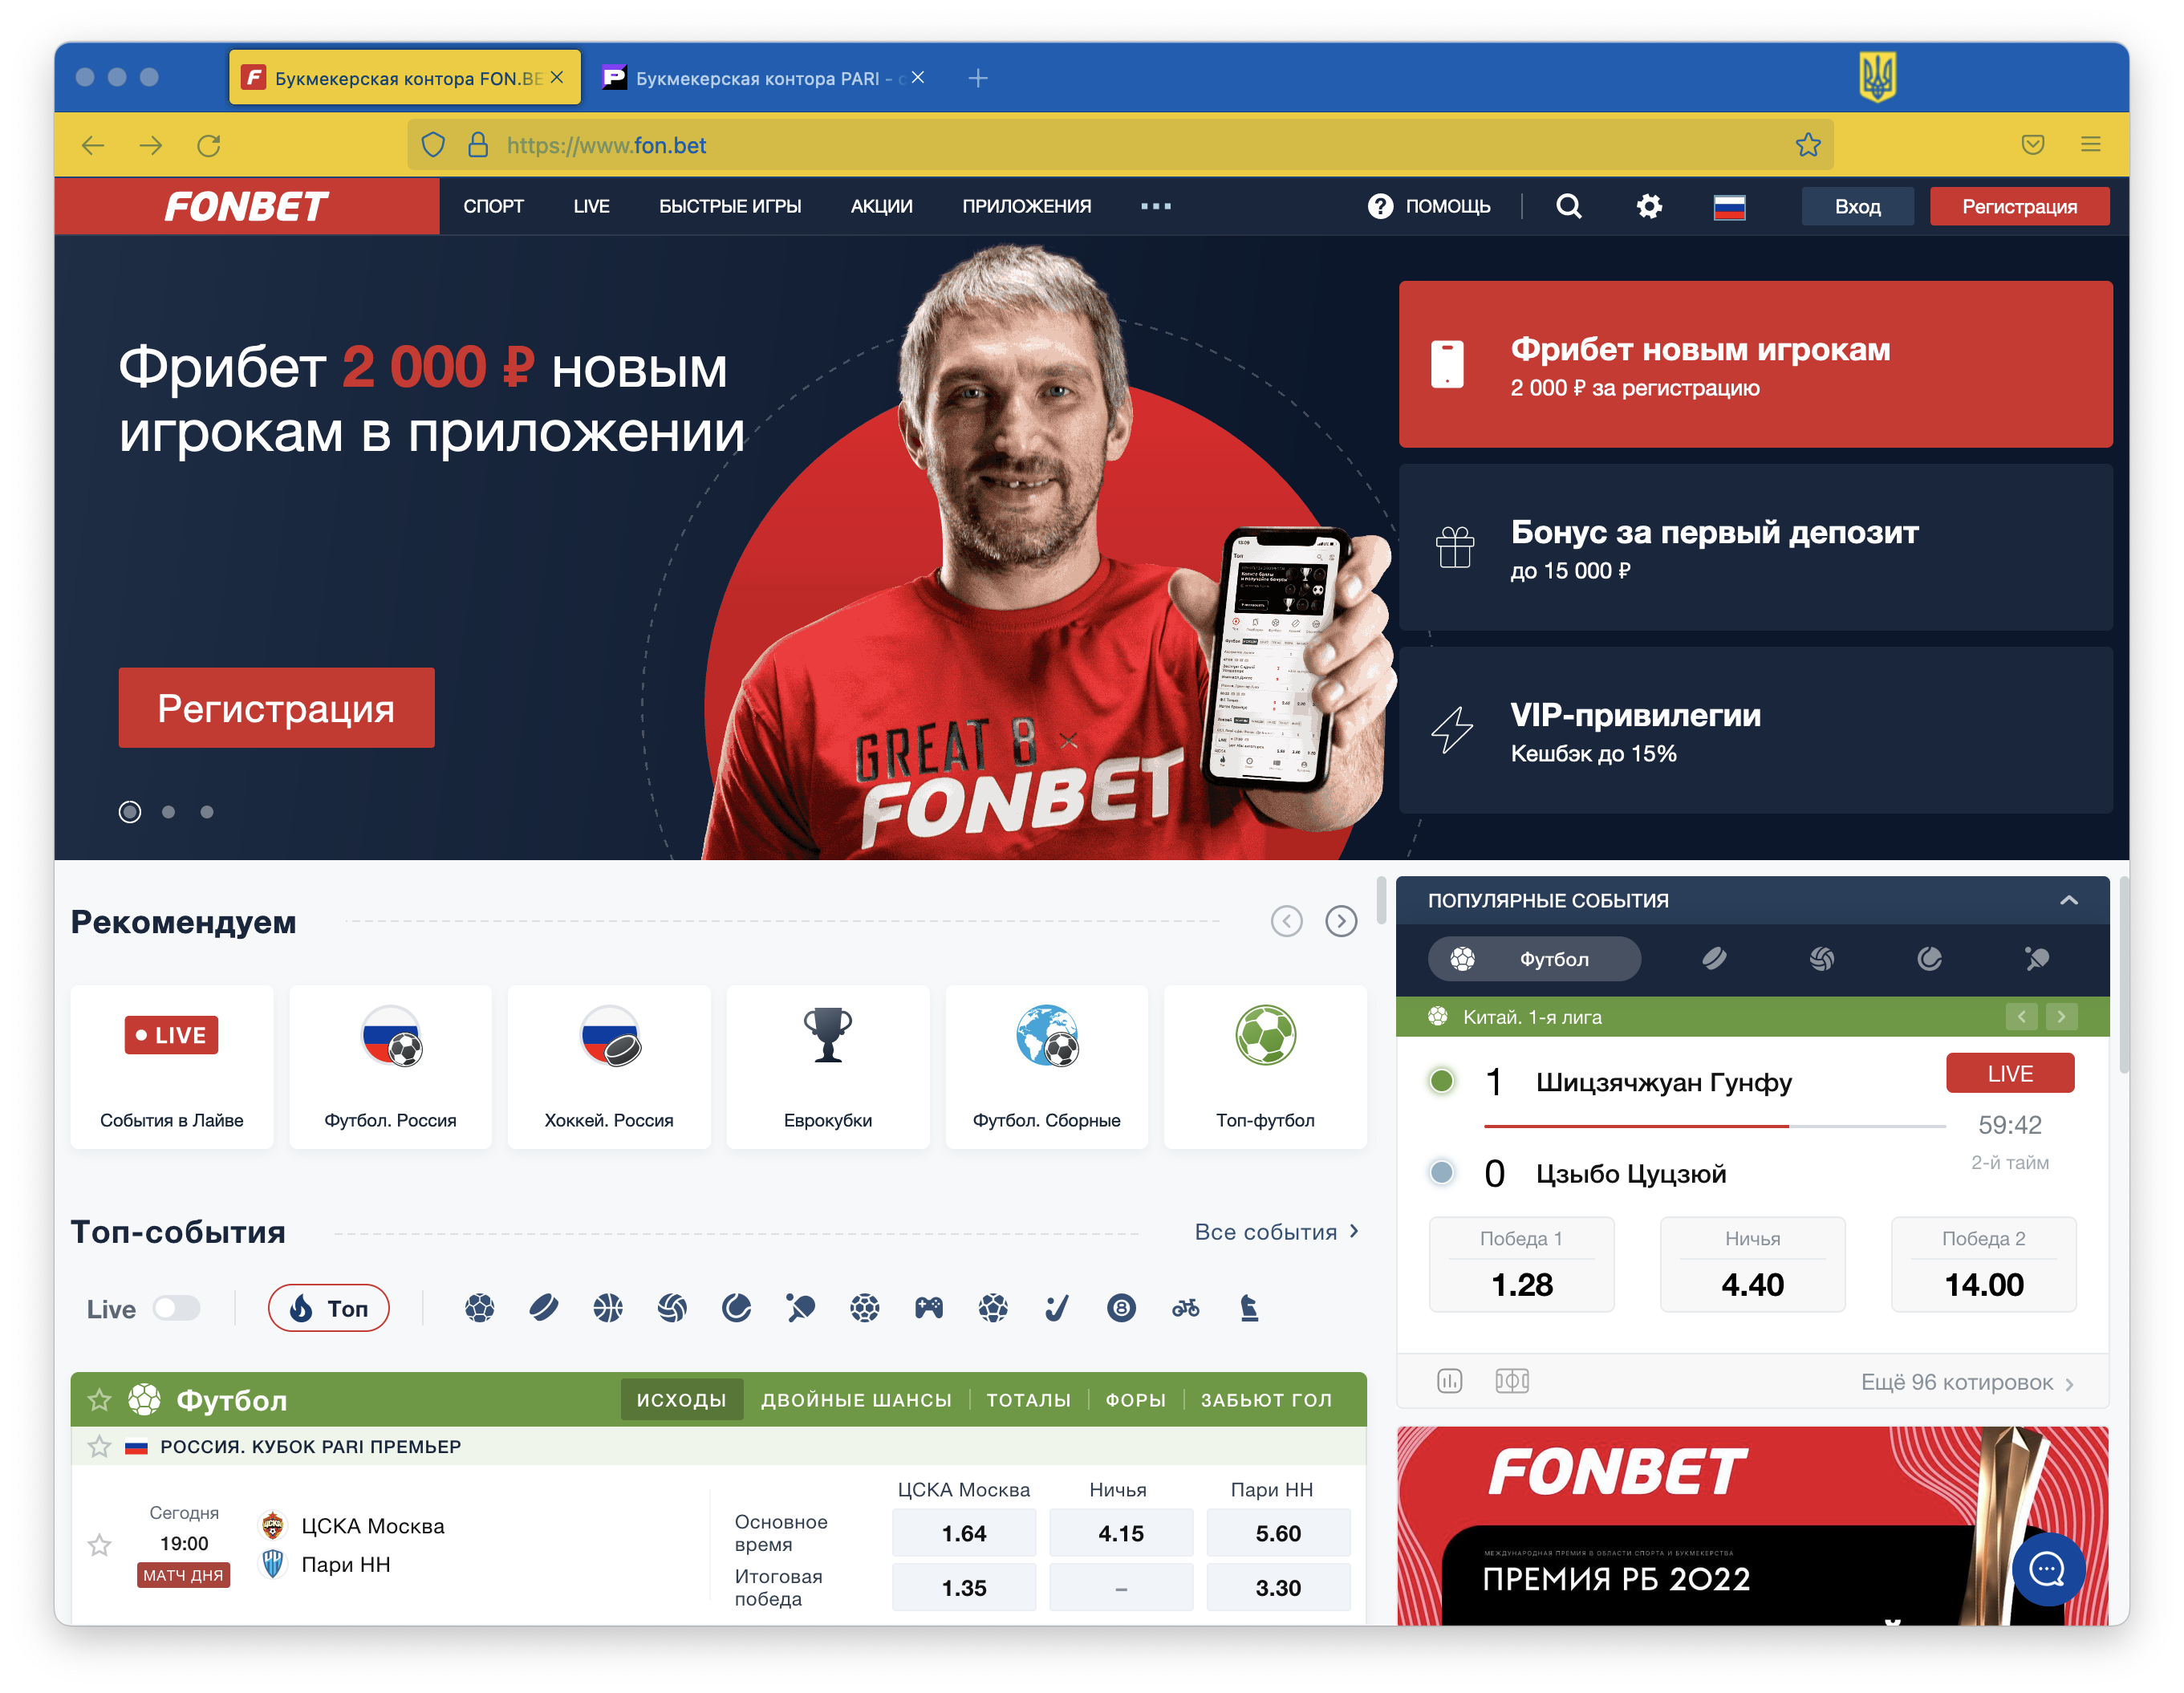 Букмекерская контора FON.BE
Букмекерская контора PARI -
https://www.fon.bet
FONBET
СПОРТ
LIVE
БЫСТРЫЕ ИГРЫ
АКЦИИ
ПРИЛОЖЕНИЯ
ПОМОЩЬ
Вход
Регистрация
Фрибет 2 000 ₽ новым
игрокам в приложении
Регистрация
GREAT 8 ×
FONBET
Фрибет новым игрокам
2 000 ₽ за регистрацию
Бонус за первый депозит
до 15 000 ₽
VIP-привилегии
Кешбэк до 15%
Рекомендуем
LIVE
События в Лайве
Футбол. Россия
Хоккей. Россия
Еврокубки
Футбол. Сборные
Топ-футбол
Топ-события
Все события
Live
Топ
8
Футбол
ИСХОДЫ
ДВОЙНЫЕ ШАНСЫ
ТОТАЛЫ
ФОРЫ
ЗАБЬЮТ ГОЛ
РОССИЯ. КУБОК PARI ПРЕМЬЕР
ЦСКА Москва
Ничья
Пари НН
Сегодня
19:00
МАТЧ ДНЯ
ЦСКА Москва
Пари НН
Основное
время
1.64
4.15
5.60
Итоговая
победа
1.35
–
3.30
ПОПУЛЯРНЫЕ СОБЫТИЯ
Футбол
Китай. 1-я лига
1 Шицзячжуан Гунфу
LIVE
59:42
2-й тайм
0 Цзыбо Цуцзюй
Победа 1
1.28
Ничья
4.40
Победа 2
14.00
Ещё 96 котировок
FONBET
МЕЖДУНАРОДНАЯ ПРЕМИЯ В ОБЛАСТИ СПОРТА И БУКМЕКЕРСТВА
ПРЕМИЯ РБ 2022